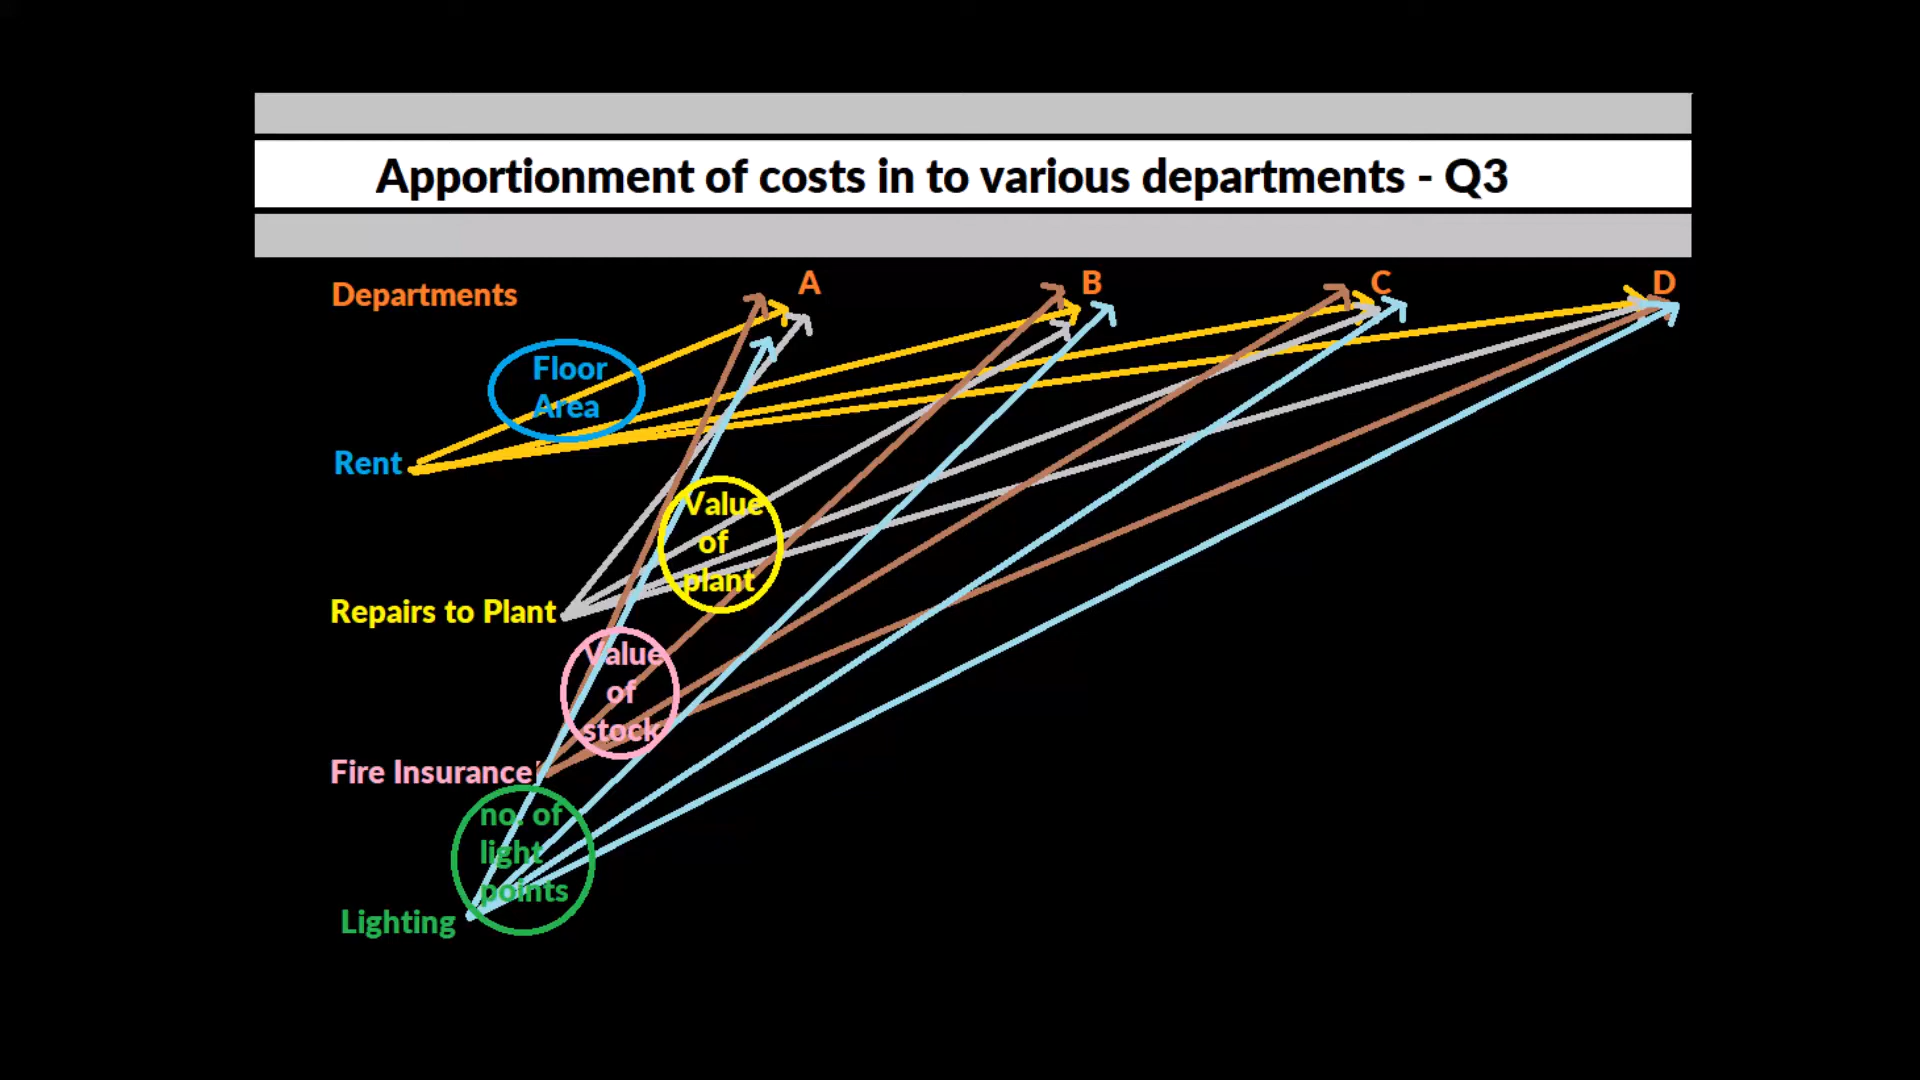 Apportionment of costs in to various departments - Q3
Departments
A
B
C
D
Floor
Area
Rent
Value
of
plant
Repairs to Plant
Value
of
stock
Fire Insurance
no. of
light
points
Lighting